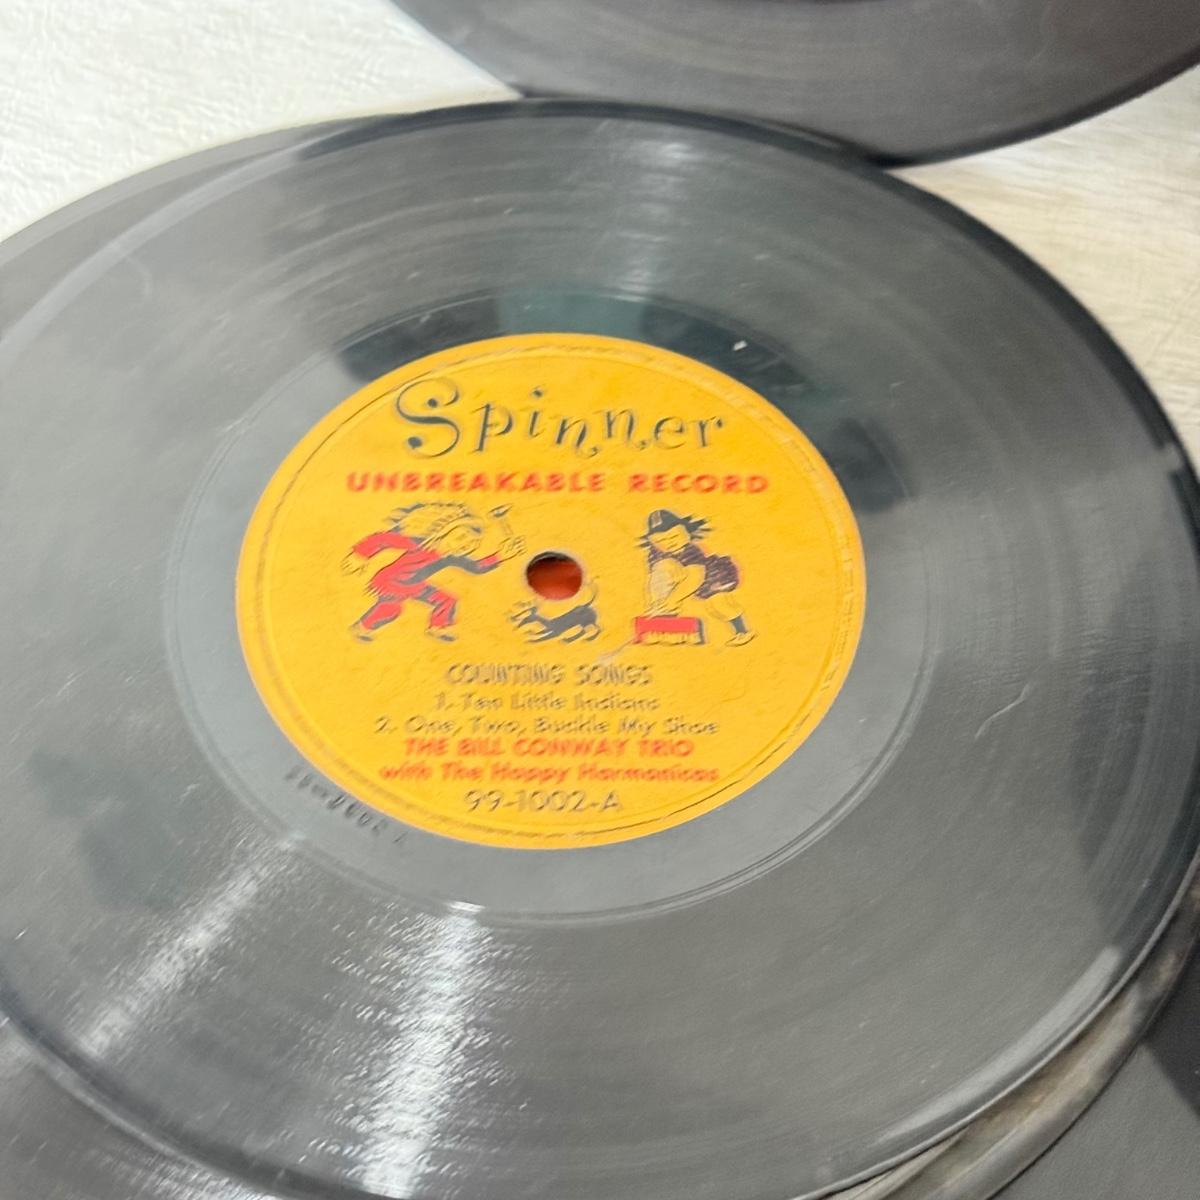 Spinner
UNBREAKABLE RECORD
COUNTING SONGS
1. Ten Little Indians
2. One, Two, Buckle My Shoe
THE BILL CONWAY TRIO
with The Happy Harmonicas
99-1002-A